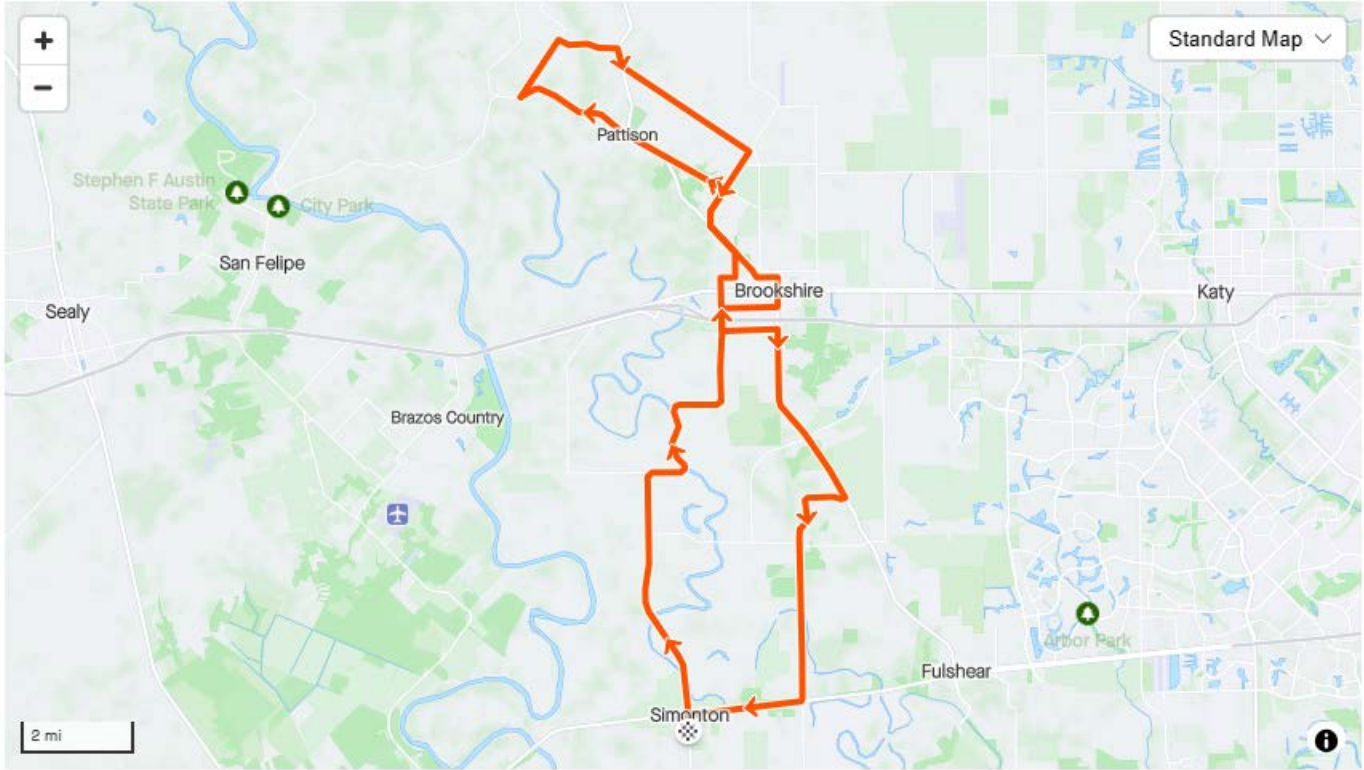 +
Standard Map
−
Pattison
Stephen F Austin
State Park
City Park
San Felipe
Brookshire
Katy
Sealy
Brazos Country
Arbor Park
Fulshear
Simonton
2 mi
i